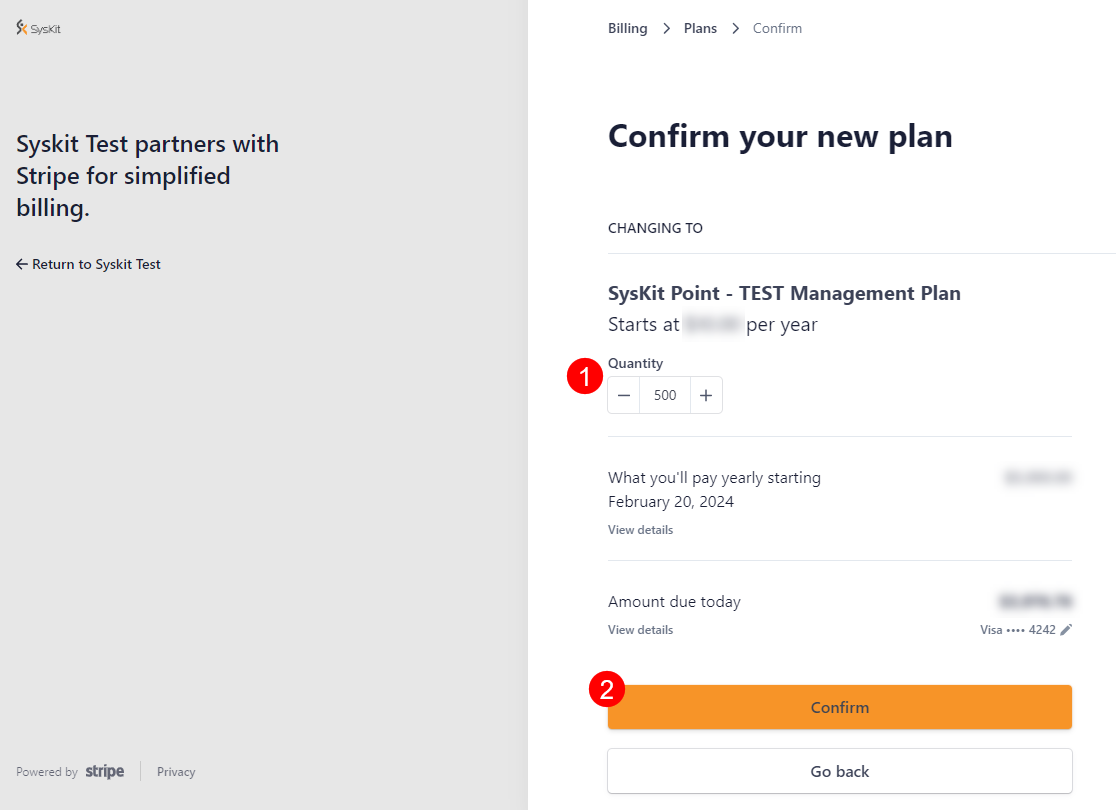 SysKit
Syskit Test partners with
Stripe for simplified
billing.
← Return to Syskit Test
Powered by stripe
Privacy
Billing > Plans > Confirm
Confirm your new plan
CHANGING TO
SysKit Point - TEST Management Plan
Starts at per year
1
Quantity
− 500 +
What you'll pay yearly starting
February 20, 2024
View details
Amount due today
View details
Visa •••• 4242
2
Confirm
Go back